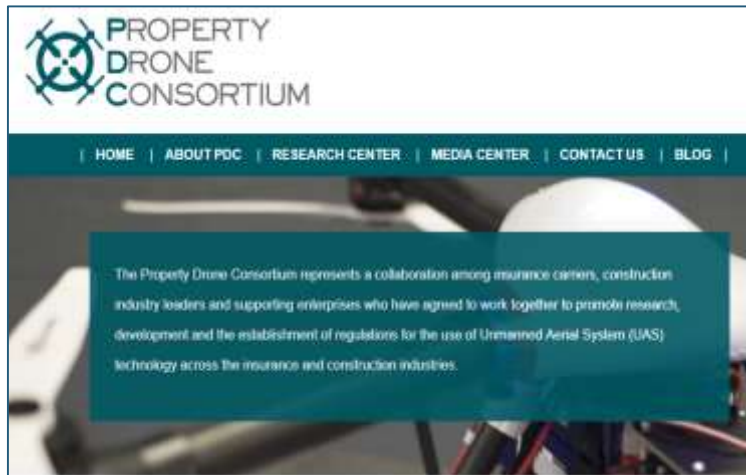 PROPERTY
DRONE
CONSORTIUM
| HOME | ABOUT PDC | RESEARCH CENTER | MEDIA CENTER | CONTACT US | BLOG |
The Property Drone Consortium represents a collaboration among insurance carriers, construction
industry leaders and supporting enterprises who have agreed to work together to promote research,
development and the establishment of regulations for the use of Unmanned Aerial System (UAS)
technology across the insurance and construction industries.